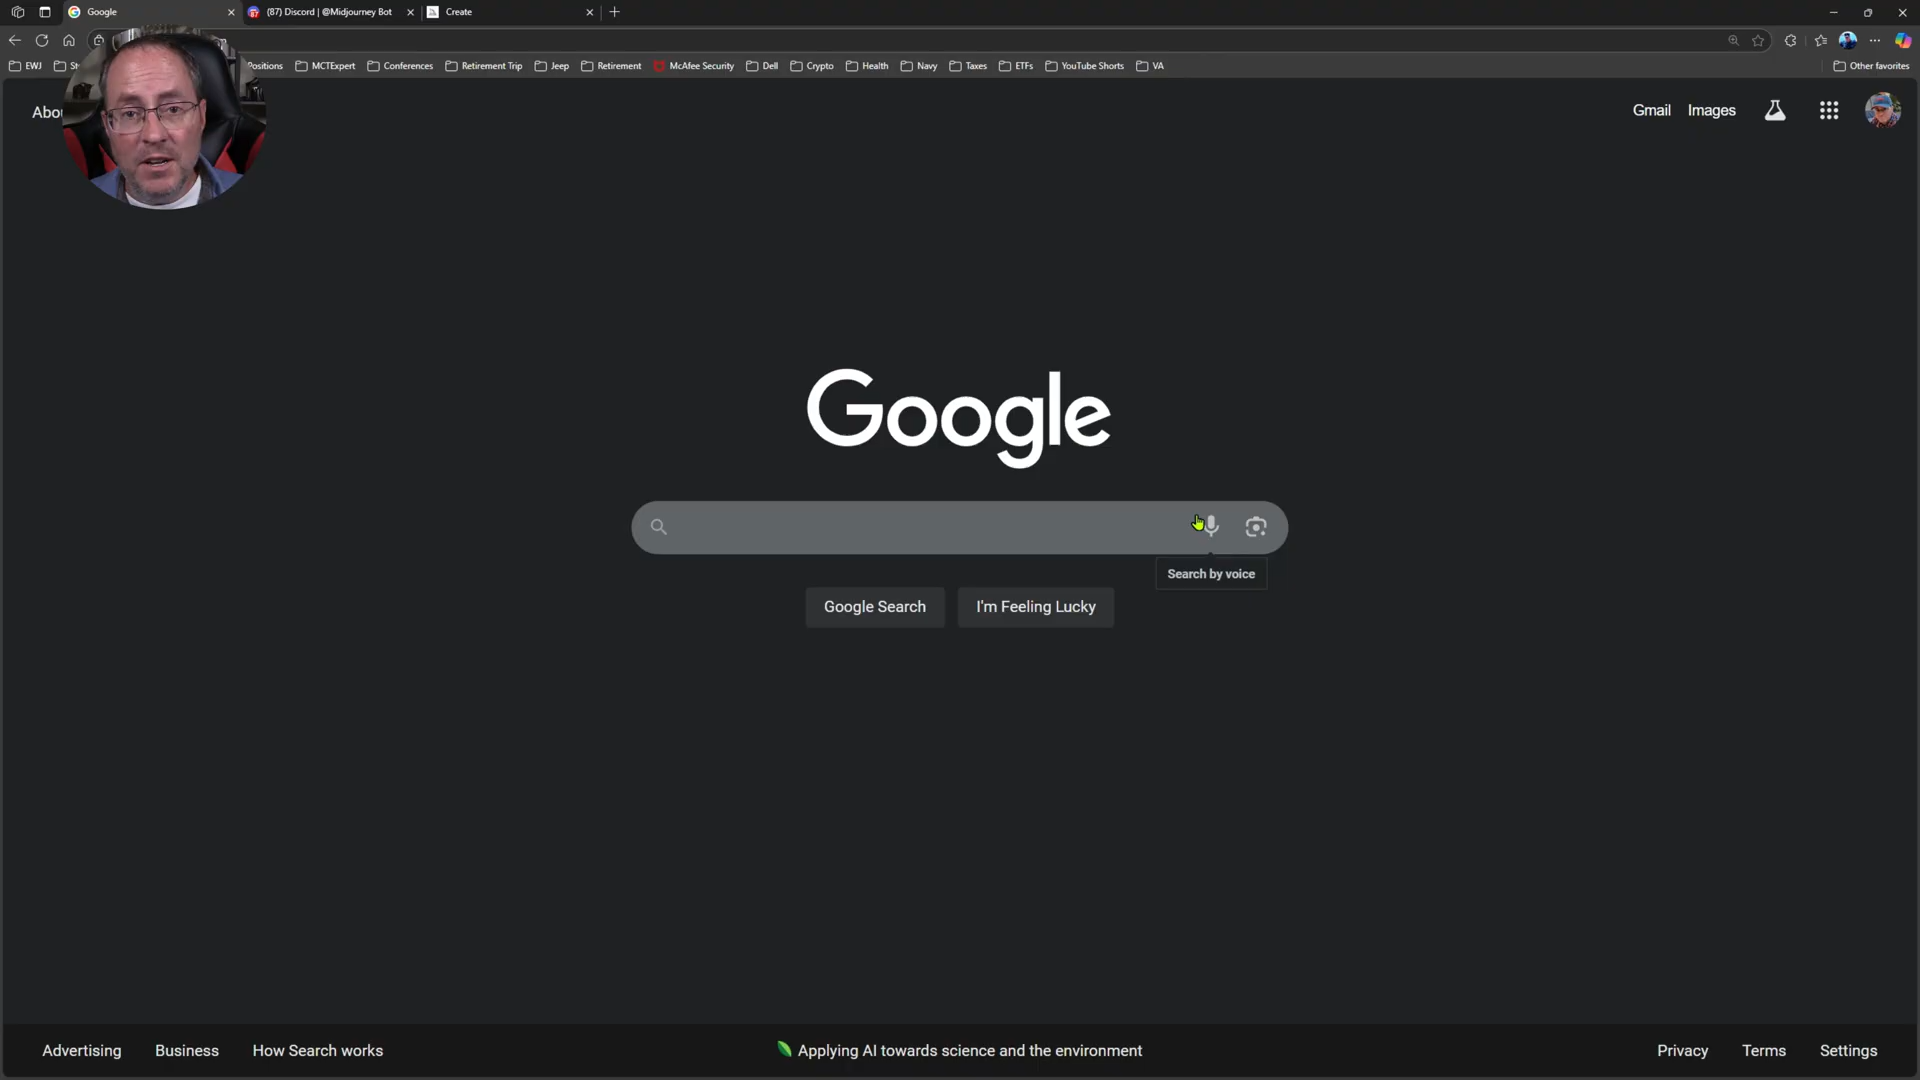 Google
(87) Discord | @Midjourney Bot
Create
EWJ
MCTExpert
Conferences
Retirement Trip
Jeep
Retirement
McAfee Security
Dell
Crypto
Health
Navy
Taxes
ETFs
YouTube Shorts
VA
Other favorites
Gmail
Images
Google
Search by voice
Google Search
I'm Feeling Lucky
Advertising
Business
How Search works
Applying AI towards science and the environment
Privacy
Terms
Settings